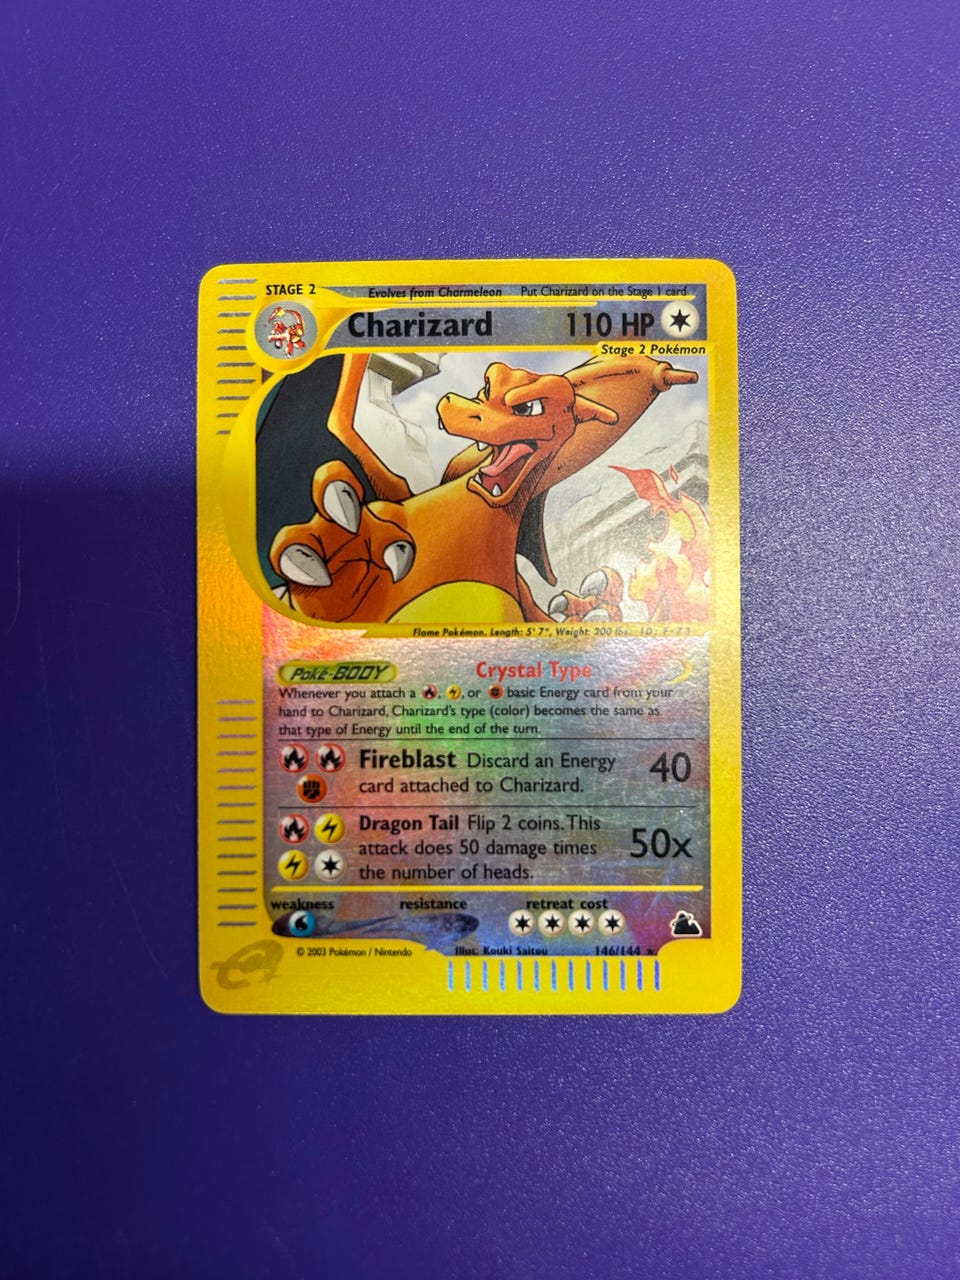 STAGE 2 Evolves from Charmeleon Put Charizard on the Stage 1 card
Charizard 110 HP
Stage 2 Pokémon
Flame Pokémon. Length: 5' 7", Weight: 200 lbs.
Poké-BODY Crystal Type
Whenever you attach a , , or basic Energy card from your
hand to Charizard, Charizard's type (color) becomes the same as
that type of Energy until the end of the turn.
Fireblast Discard an Energy
card attached to Charizard.
40
Dragon Tail Flip 2 coins. This
attack does 50 damage times
the number of heads.
50x
weakness resistance retreat cost
© 2003 Pokémon / Nintendo Illus. Kouki Saitou 146/144 ★